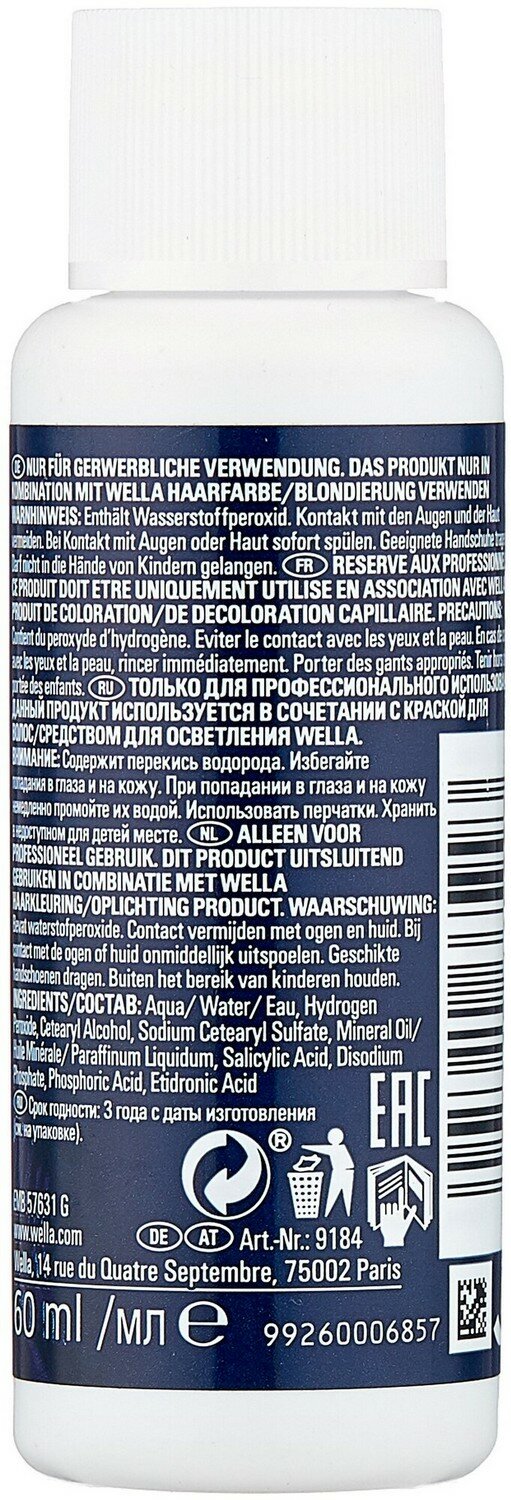 DE NUR FÜR GERWERBLICHE VERWENDUNG. DAS PRODUKT NUR IN
KOMBINATION MIT WELLA HAARFARBE/BLONDIERUNG VERWENDEN
WARNHINWEIS: Enthält Wasserstoffperoxid. Kontakt mit den Augen und der Haut
vermeiden. Bei Kontakt mit Augen oder Haut sofort spülen. Geeignete Handschuhe
Darf nicht in die Hände von Kindern gelangen. FR RESERVE AUX
CE PRODUIT DOIT ETRE UNIQUEMENT UTILISE EN ASSOCIATION AVEC
PRODUIT DE COLORATION/DE DECOLORATION CAPILLAIRE. PRECAUTIONS:
Contient du peroxyde d'hydrogène. Eviter le contact avec les yeux et la peau. En cas de
avec les yeux et la peau, rincer immédiatement. Porter des gants appropriés. Tenir hors
portée des enfants. RU ТОЛЬКО ДЛЯ ПРОФЕССИОНАЛЬНОГО
ДАННЫЙ ПРОДУКТ ИСПОЛЬЗУЕТСЯ В СОЧЕТАНИИ С КРАСКОЙ ДЛЯ
ВОЛОС/СРЕДСТВОМ ДЛЯ ОСВЕТЛЕНИЯ WELLA.
ВНИМАНИЕ: Содержит перекись водорода. Избегайте
попадания в глаза и на кожу. При попадании в глаза и на кожу
немедленно промойте их водой. Использовать перчатки. Хранить
в недоступном для детей месте. NL ALLEEN VOOR
PROFESSIONEEL GEBRUIK. DIT PRODUCT UITSLUITEND
GEBRUIKEN IN COMBINATIE MET WELLA
HAARKLEURING/OPLICHTING PRODUCT. WAARSCHUWING:
Bevat waterstofperoxide. Contact vermijden met ogen en huid. Bij
contact met de ogen of huid onmiddellijk uitspoelen. Geschikte
handschoenen dragen. Buiten het bereik van kinderen houden.
INGREDIENTS/СОСТАВ: Aqua/ Water/ Eau, Hydrogen
Peroxide, Cetearyl Alcohol, Sodium Cetearyl Sulfate, Mineral Oil/
Huile Minérale/ Paraffinum Liquidum, Salicylic Acid, Disodium
Phosphate, Phosphoric Acid, Etidronic Acid
RU Срок годности: 3 года с даты изготовления
(см. на упаковке).
EAC
®
EMB 57631 G
www.wella.com
DE AT Art.-Nr.: 9184
Wella, 14 rue du Quatre Septembre, 75002 Paris
60 ml /мл e
99260006857